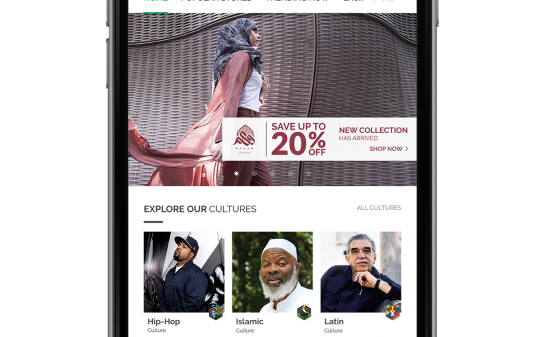 SAVE UP TO
20% OFF
NEW COLLECTION
HAS ARRIVED
SHOP NOW
EXPLORE OUR CULTURES
ALL CULTURES
Hip-Hop
Culture
Islamic
Culture
Latin
Culture